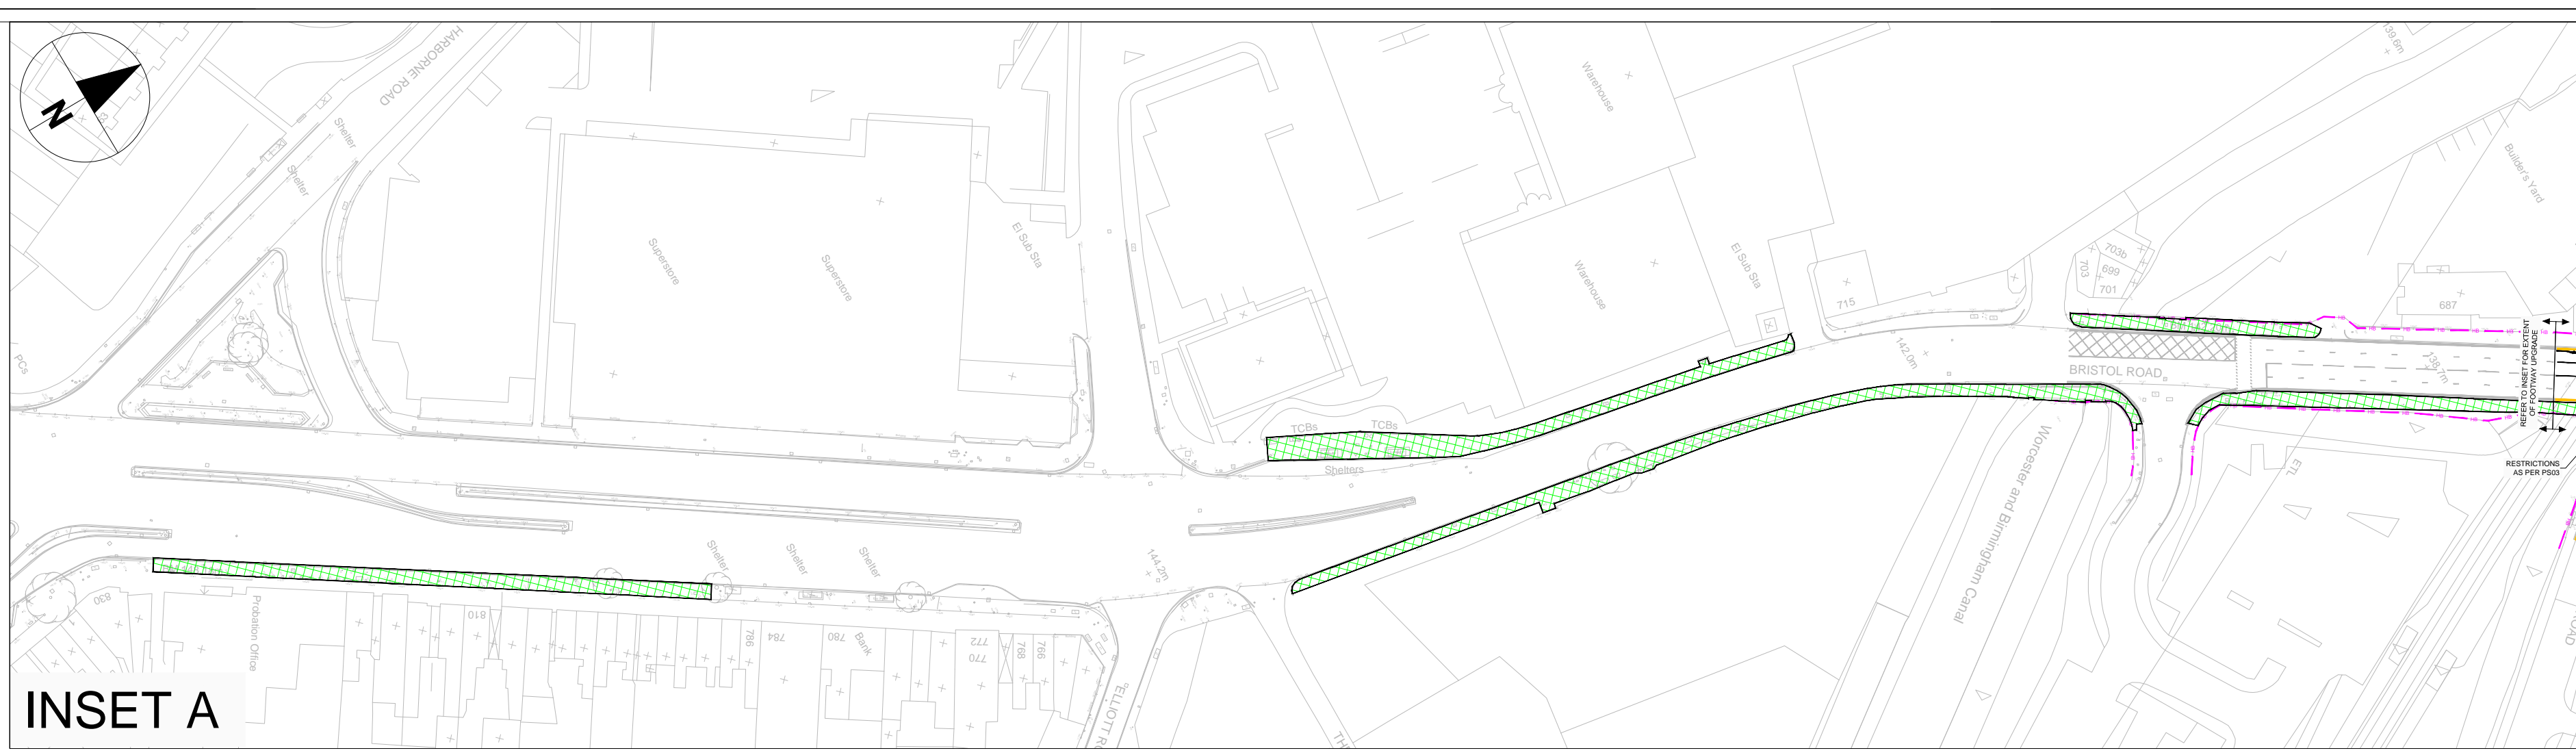 N
HARBORNE ROAD
Shelter
Shelter
PCs
Superstore
Superstore
El Sub Sta
Warehouse
Warehouse
El Sub Sta
715
TCBs
TCBs
Shelters
142.0m
139.6m
703b
703
699
701
Builder's Yard
687
BRISTOL ROAD
138.7m
REFER TO INSET FOR EXTENT
OF FOOTWAY UPGRADE
RESTRICTIONS
AS PER PS03
ETL
Worcester and Birmingham Canal
144.2m
Shelter
Shelter
Shelter
830
Probation Office
810
786
784
780
Bank
772
770
768
766
ELLIOTT
INSET A